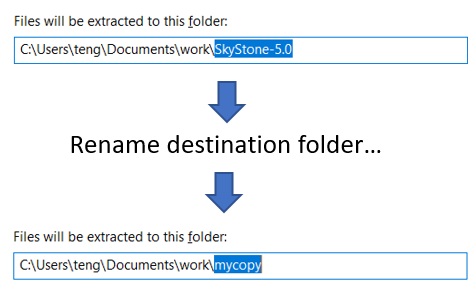 Files will be extracted to this folder:
C:\Users\teng\Documents\work\SkyStone-5.0
Rename destination folder...
Files will be extracted to this folder:
C:\Users\teng\Documents\work\mycopy